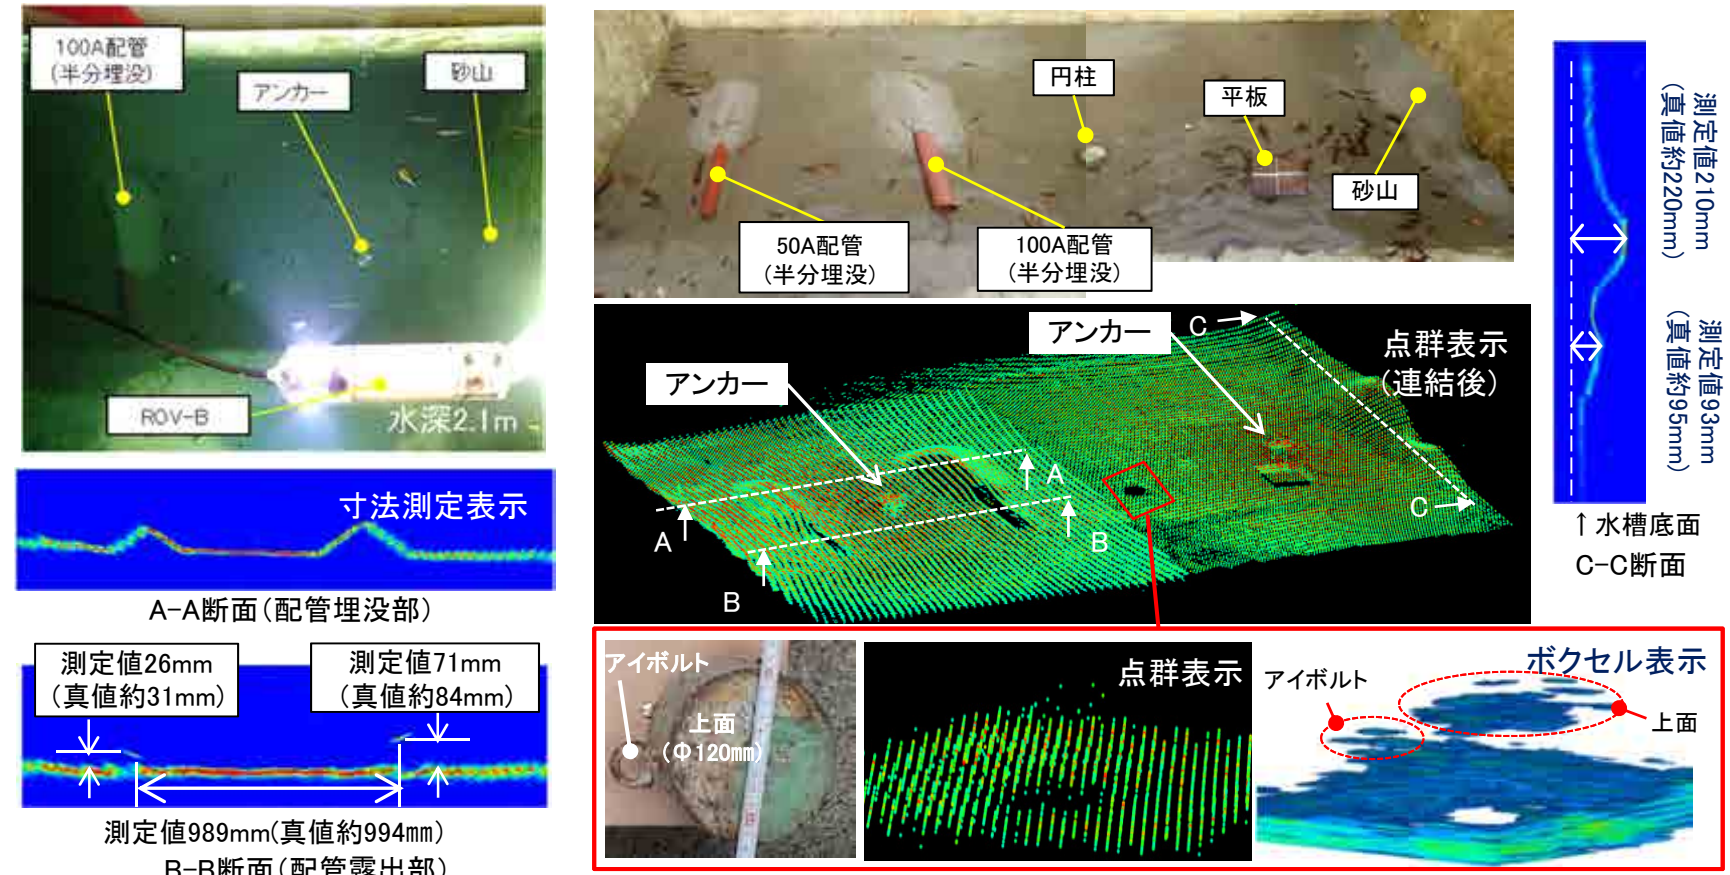 100A配管
(半分埋没)
アンカー
砂山
ROV-B
水深2.1m
寸法測定表示
A-A断面(配管埋没部)
測定値26mm
(真値約31mm)
測定値71mm
(真値約84mm)
測定値989mm(真値約994mm)
B-B断面(配管露出部)
円柱
平板
砂山
50A配管
(半分埋没)
100A配管
(半分埋没)
アンカー
アンカー
点群表示
(連結後)
C
C
A
A
B
B
測定値210mm
(真値約220mm)
測定値93mm
(真値約95mm)
↑水槽底面
C-C断面
アイボルト
上面
(Φ120mm)
点群表示
ボクセル表示
アイボルト
上面